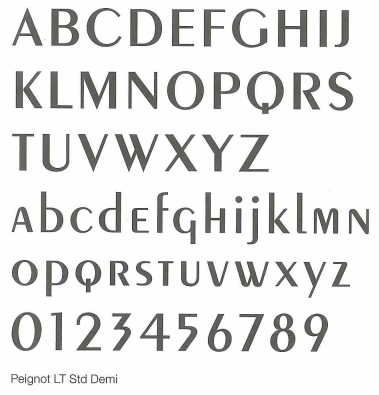 ABCDEFGHIJ
KLMNOPQRS
TUVWXYZ
abcdefghijklmn
opqrstuvwxyz
0123456789
Peignot LT Std Demi